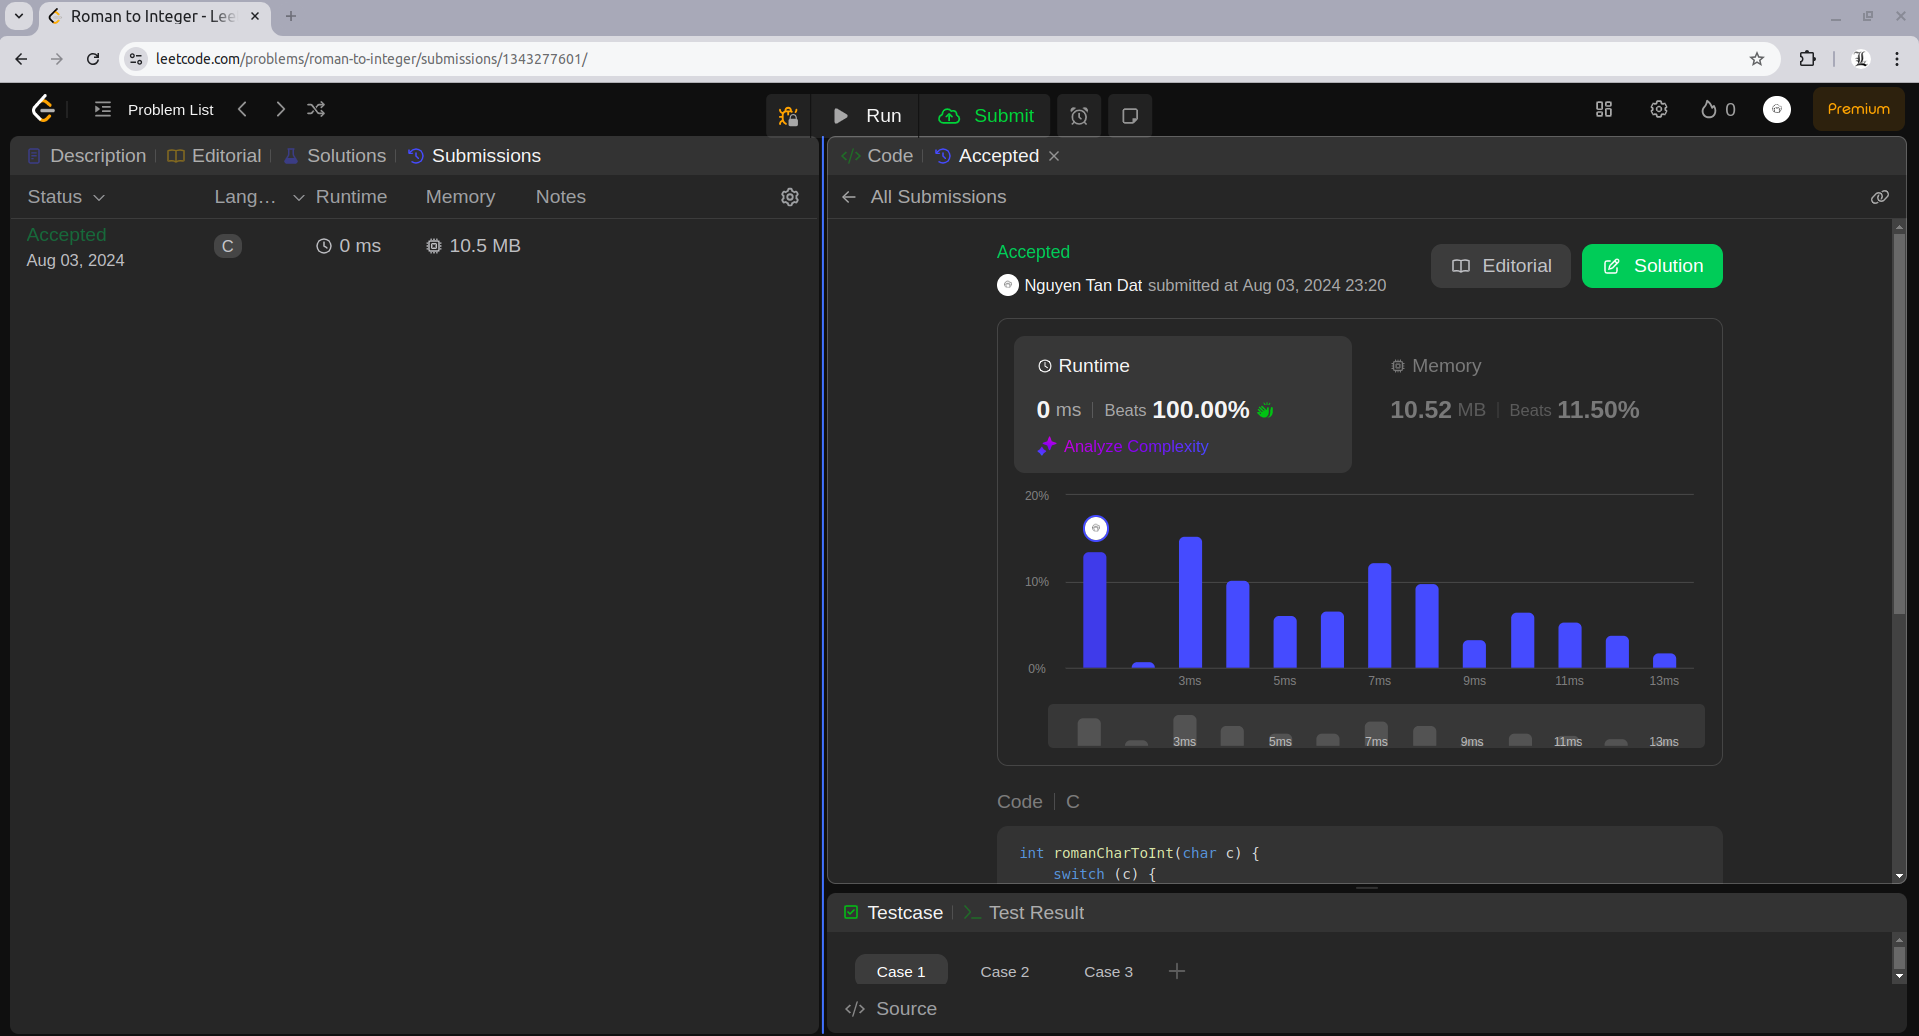 Roman to Integer - Lee
leetcode.com/problems/roman-to-integer/submissions/1343277601/
Problem List
Run
Submit
0
Premium
Description
Editorial
Solutions
Submissions
Status
Lang...
Runtime
Memory
Notes
Accepted
Aug 03, 2024
C
0 ms
10.5 MB
</> Code
Accepted
All Submissions
Accepted
Nguyen Tan Dat submitted at Aug 03, 2024 23:20
Editorial
Solution
Runtime
0 ms | Beats 100.00%
Analyze Complexity
Memory
10.52 MB | Beats 11.50%
20%
10%
0%
3ms 5ms 7ms 9ms 11ms 13ms
3ms 5ms 7ms 9ms 11ms 13ms
Code | C
int romanCharToInt(char c) {
switch (c) {
Testcase
Test Result
Case 1
Case 2
Case 3
</> Source